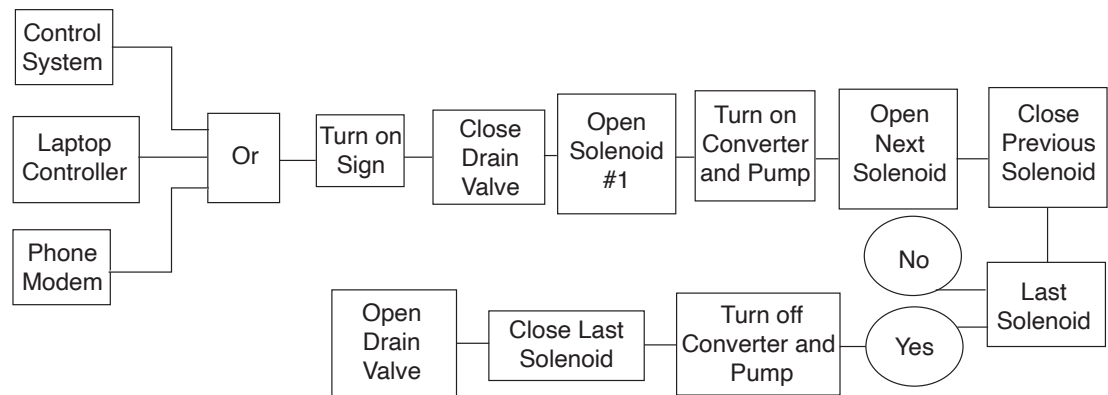 Control
System
Laptop
Controller
Phone
Modem
Or
Turn on
Sign
Close
Drain
Valve
Open
Solenoid
#1
Turn on
Converter
and Pump
Open
Next
Solenoid
Close
Previous
Solenoid
No
Last
Solenoid
Yes
Turn off
Converter and
Pump
Close Last
Solenoid
Open
Drain
Valve